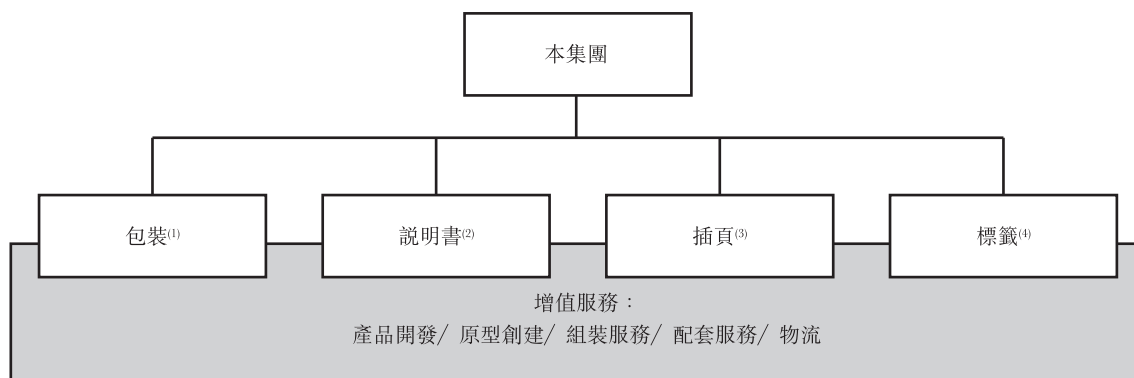 本集團
包裝(1)
説明書(2)
插頁(3)
標籤(4)
增值服務：
產品開發/ 原型創建/ 組裝服務/ 配套服務/ 物流